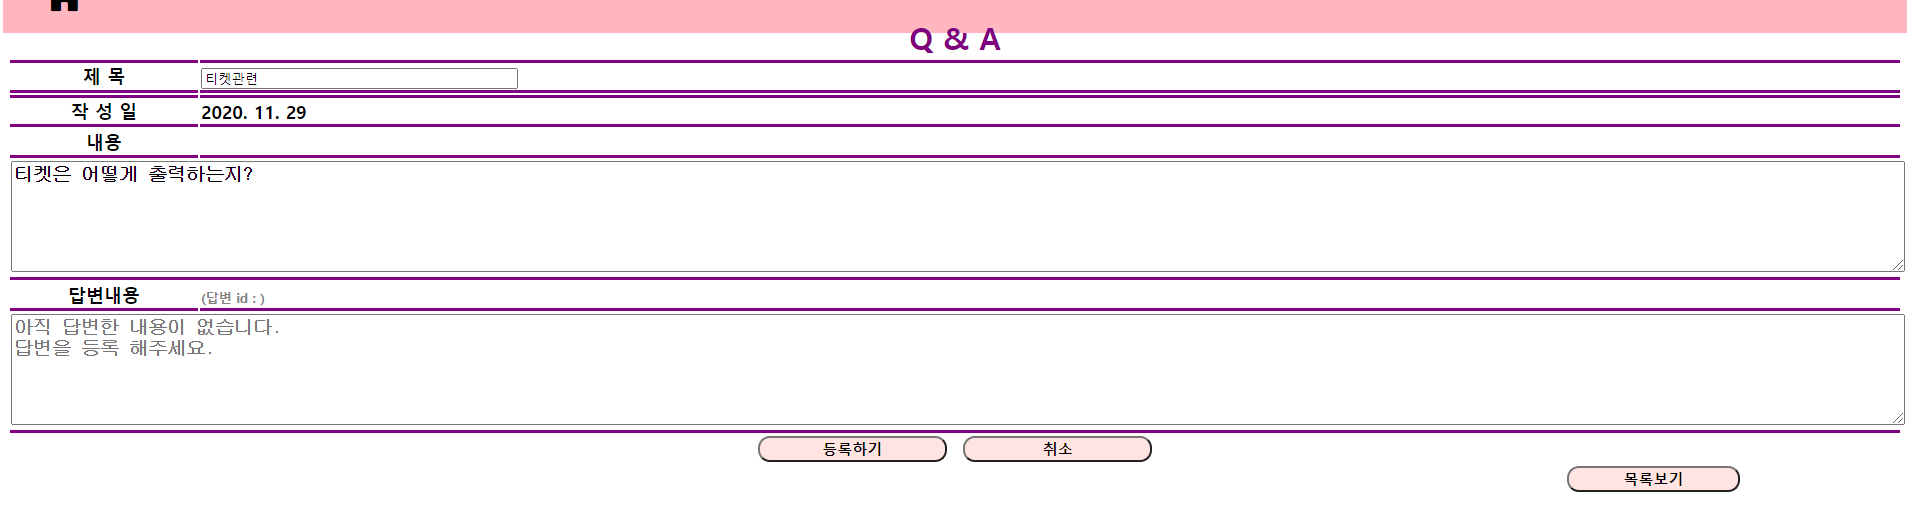 Q & A
제 목 티켓관련
작 성 일 2020. 11. 29
내용
티켓은 어떻게 출력하는지?
답변내용 (답변 id : )
아직 답변한 내용이 없습니다.
답변을 등록 해주세요.
등록하기 취소
목록보기